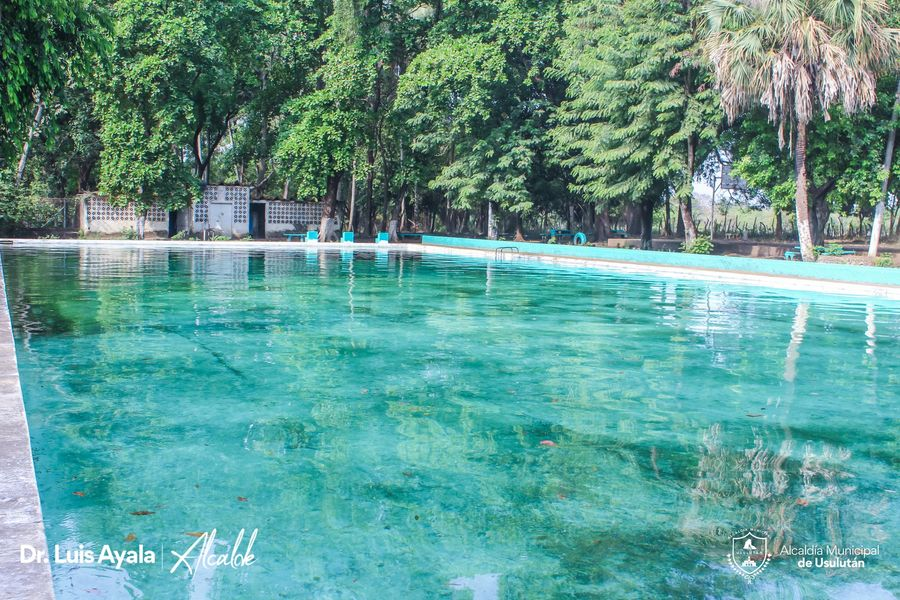 Dr. Luis Ayala | Alcalde
Alcaldía Municipal
de Usulután